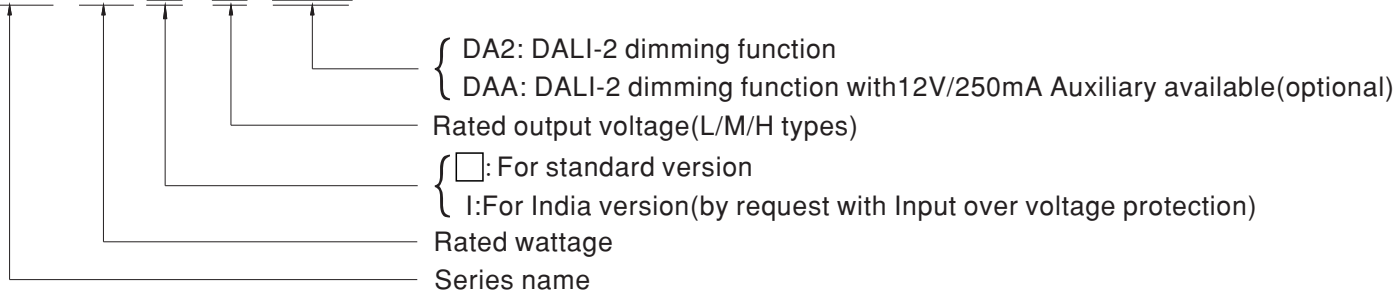 DA2: DALI-2 dimming function
DAA: DALI-2 dimming function with12V/250mA Auxiliary available(optional)
Rated output voltage(L/M/H types)
□: For standard version
I:For India version(by request with Input over voltage protection)
Rated wattage
Series name